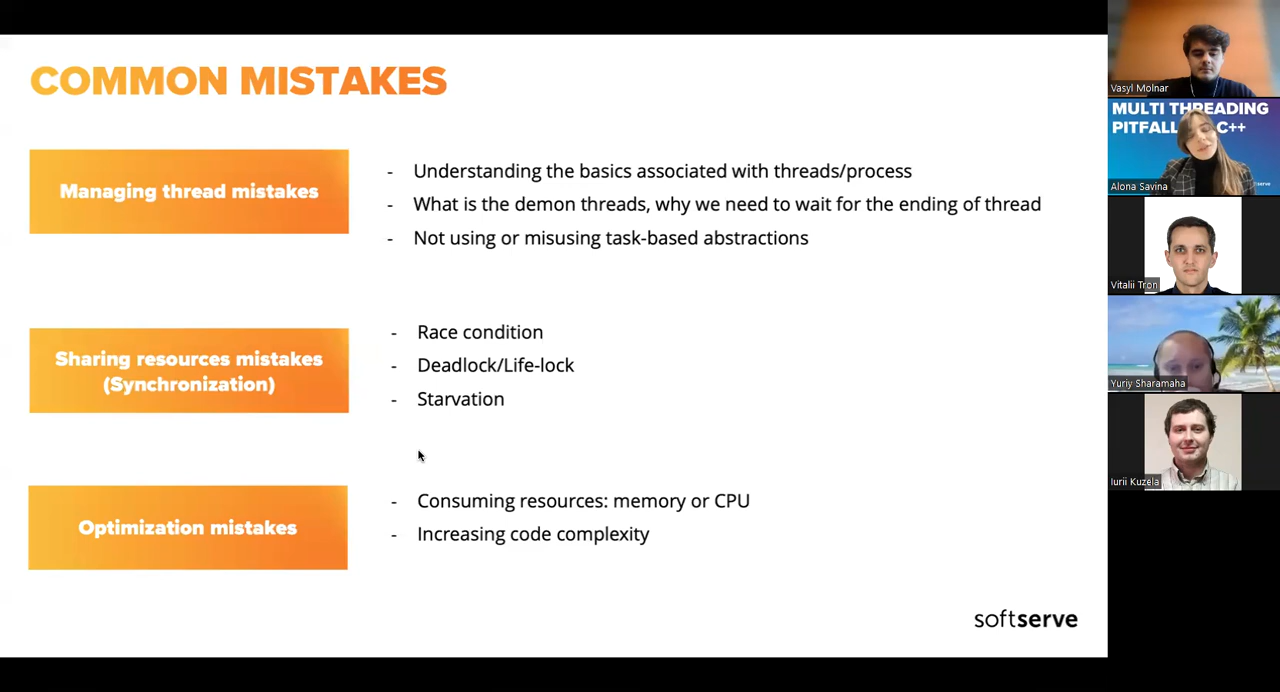 COMMON MISTAKES
Managing thread mistakes
- Understanding the basics associated with threads/process
- What is the demon threads, why we need to wait for the ending of thread
- Not using or misusing task-based abstractions
Sharing resources mistakes
(Synchronization)
- Race condition
- Deadlock/Life-lock
- Starvation
Optimization mistakes
- Consuming resources: memory or CPU
- Increasing code complexity
softserve
Vasyl Molnar
MULTI THREADING
PITFALL C++
Alona Savina
Vitalii Tron
Yuriy Sharamaha
Iurii Kuzela